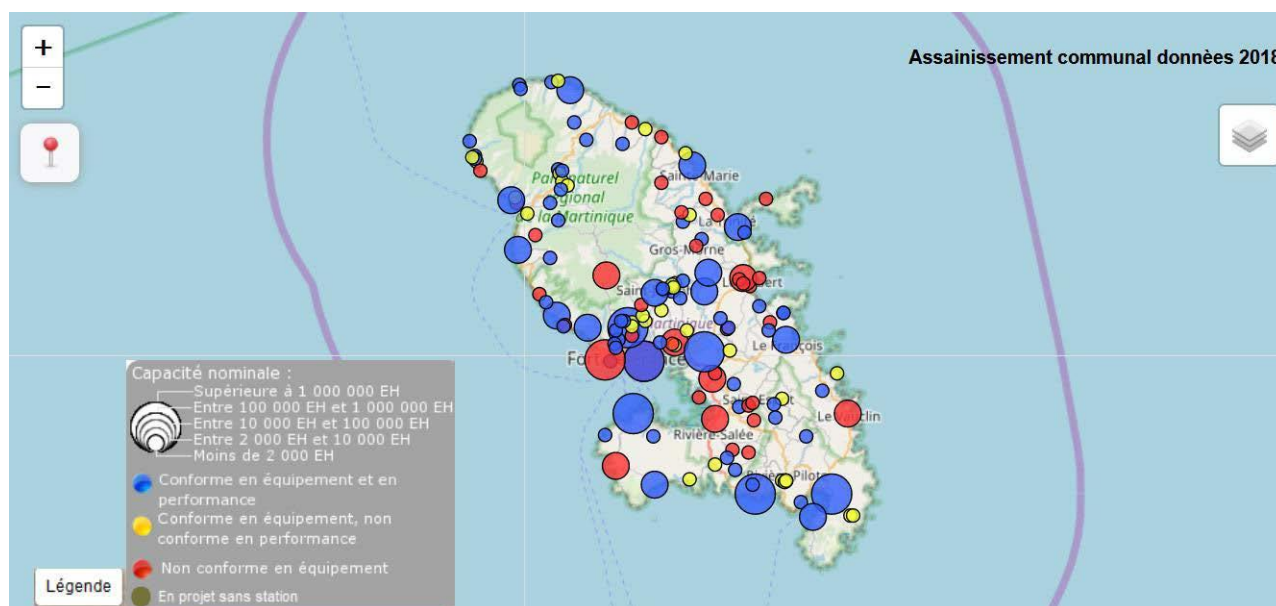 +
Assainissement communal donnèes 2018
−
Sainte-Marie
Parc naturel
régional
de la Martinique
Gros-Morne
Martinique
Le François
Capacité nominale :
Supérieure à 1 000 000 EH
Entre 100 000 EH et 1 000 000 EH
Entre 10 000 EH et 100 000 EH
Entre 2 000 EH et 10 000 EH
Moins de 2 000 EH
Rivière-Salée
Conforme en équipement et en
performance
Conforme en équipement, non
conforme en performance
Non conforme en équipement
En projet sans station
Légende